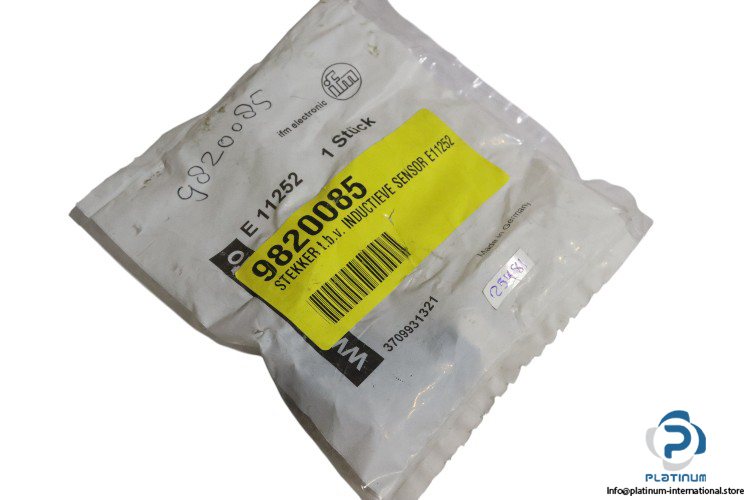 9820085
ifm electronic
ifm
E 11252
1 Stück
9820085
STEKKER t.b.v. INDUCTIEVE SENSOR E11252
Made in Germany
3709931321
PLATINUM
Info@platinum-international.store